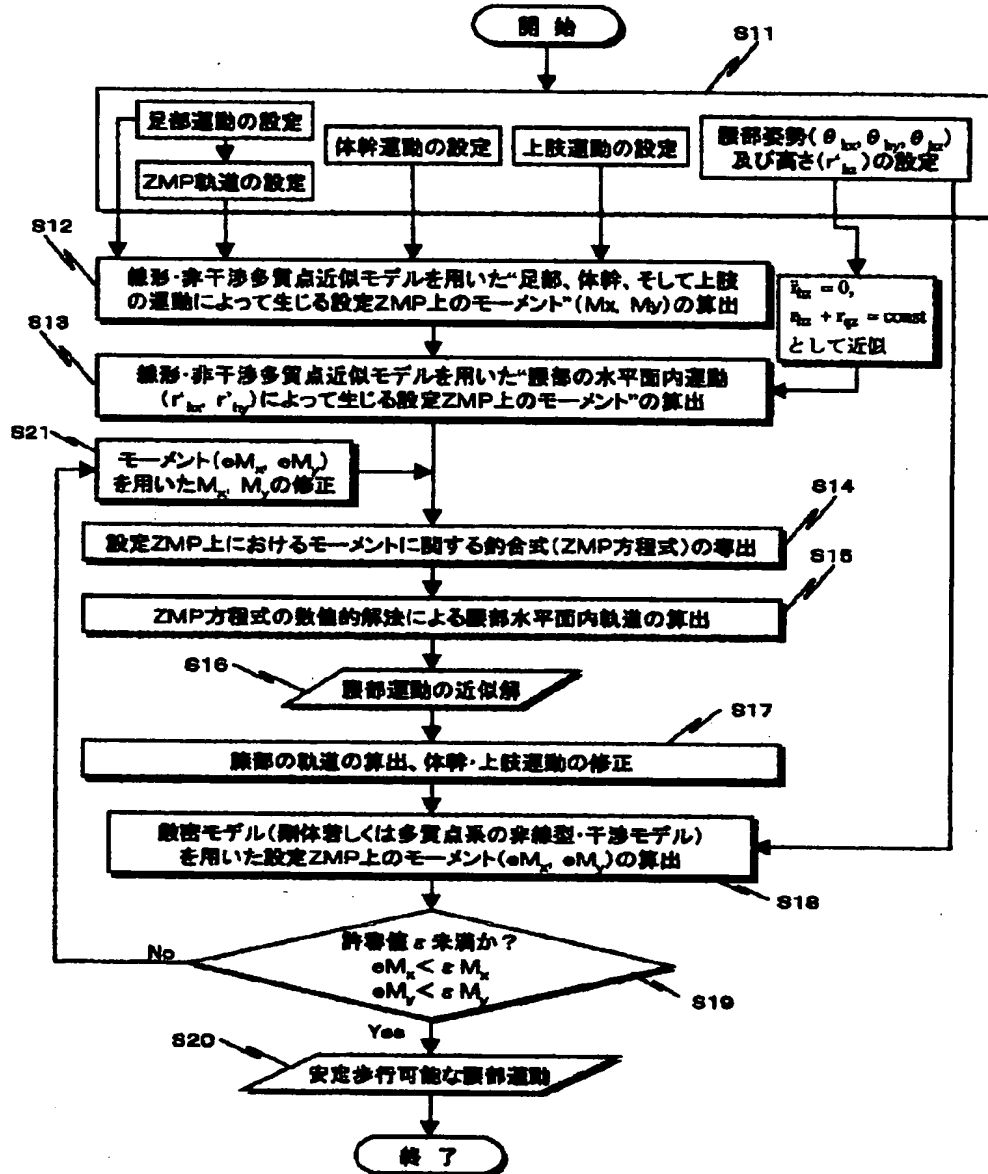 開始
S11
足部運動の設定
ZMP軌道の設定
体幹運動の設定
上肢運動の設定
腰部姿勢(θhx,θhy,θhz)
及び高さ(r'hz)の設定
S12
線形・非干渉多質点近似モデルを用いた“足部、体幹、そして上肢
の運動によって生じる設定ZMP上のモーメント”(Mx, My)の算出
= 0,
= const
として近似
S13
線形・非干渉多質点近似モデルを用いた“腰部の水平面内運動
(r'hx, r'hy)によって生じる設定ZMP上のモーメント”の算出
S21
モーメント(eMx, eMy)
を用いたMx, Myの修正
S14
設定ZMP上におけるモーメントに関する釣合式(ZMP方程式)の導出
S15
ZMP方程式の数値的解法による腰部水平面内軌道の算出
S16
腰部運動の近似解
S17
腰部の軌道の算出、体幹・上肢運動の修正
厳密モデル(剛体若しくは多質点系の非線型・干渉モデル)
を用いた設定ZMP上のモーメント(eMx, eMy)の算出
S18
許容値ε未満か?
eMx < ε Mx
eMy < ε My
S19
No
Yes
S20
安定歩行可能な腰部運動
終了